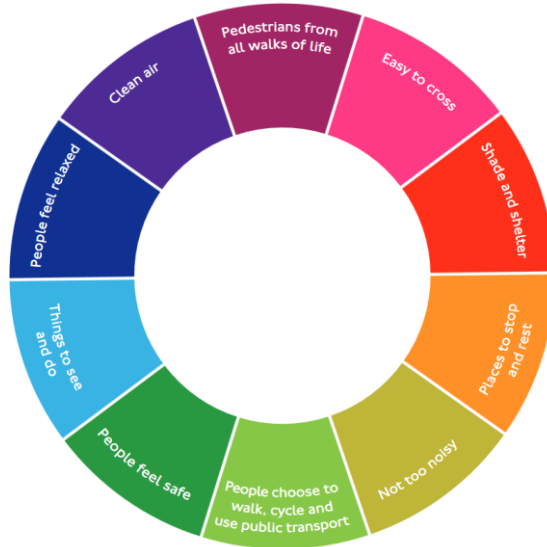 Pedestrians from
all walks of life
Easy to cross
Shade and shelter
Places to stop
and rest
Not too noisy
People choose to
walk, cycle and
use public transport
People feel safe
Things to see
and do
People feel relaxed
Clean air